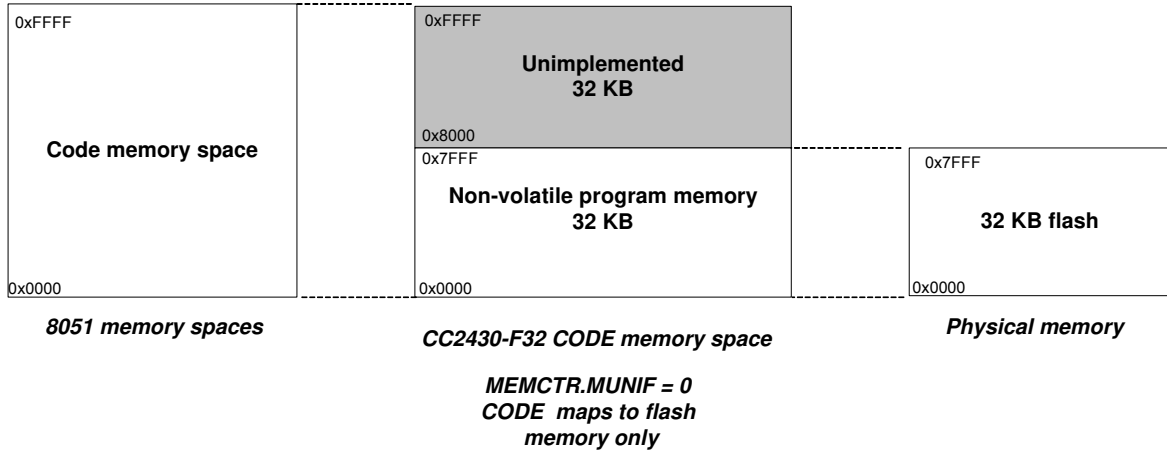 0xFFFF
Code memory space
0x0000
8051 memory spaces
0xFFFF
Unimplemented
32 KB
0x8000
0x7FFF
Non-volatile program memory
32 KB
0x0000
CC2430-F32 CODE memory space
MEMCTR.MUNIF = 0
CODE maps to flash
memory only
0x7FFF
32 KB flash
0x0000
Physical memory